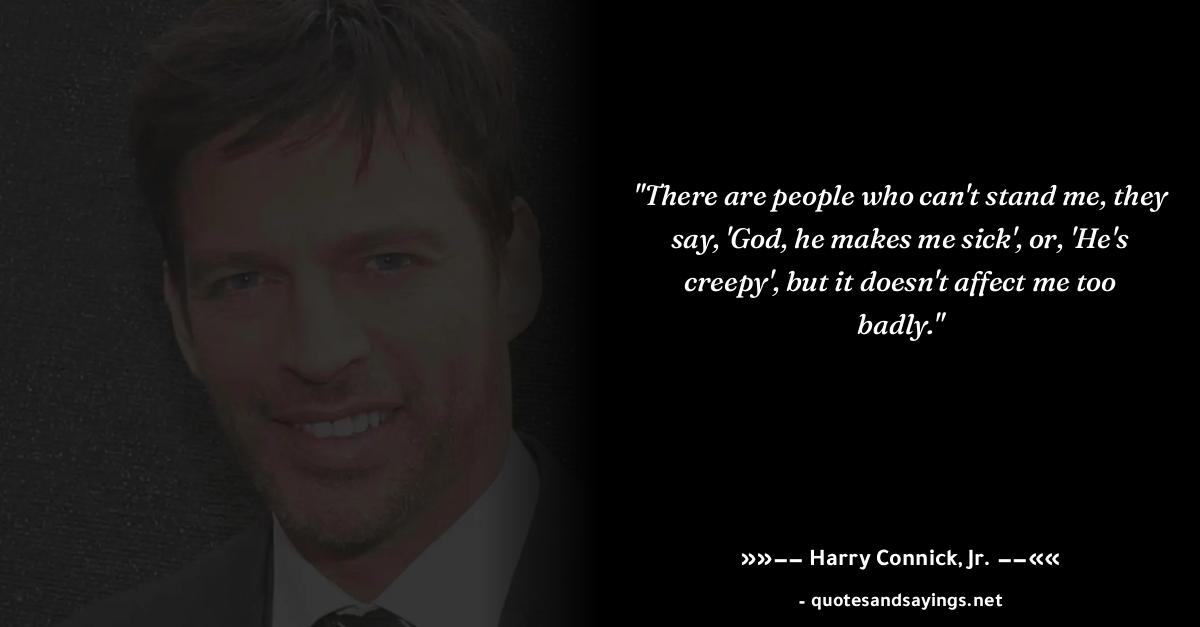 "There are people who can't stand me, they
say, 'God, he makes me sick', or, 'He's
creepy', but it doesn't affect me too
badly."
»»–– Harry Connick, Jr. ––««
- quotesandsayings.net